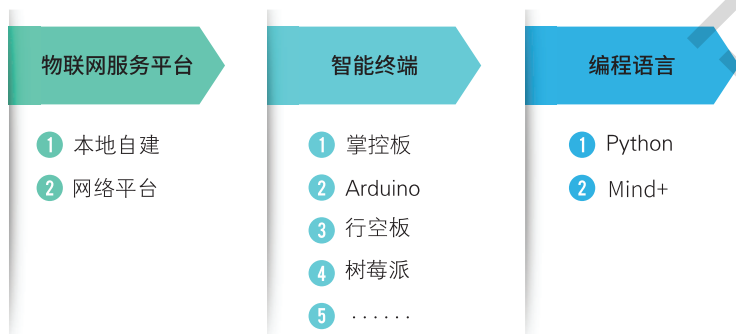 物联网服务平台
1 本地自建
2 网络平台
智能终端
1 掌控板
2 Arduino
3 行空板
4 树莓派
5 ······
编程语言
1 Python
2 Mind+